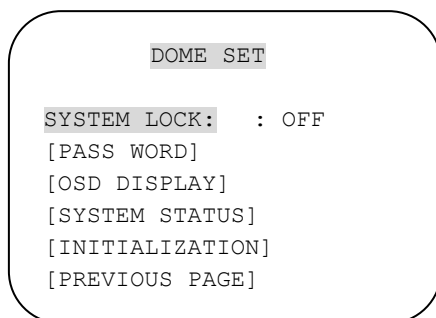 DOME SET
SYSTEM LOCK: : OFF
[PASS WORD]
[OSD DISPLAY]
[SYSTEM STATUS]
[INITIALIZATION]
[PREVIOUS PAGE]